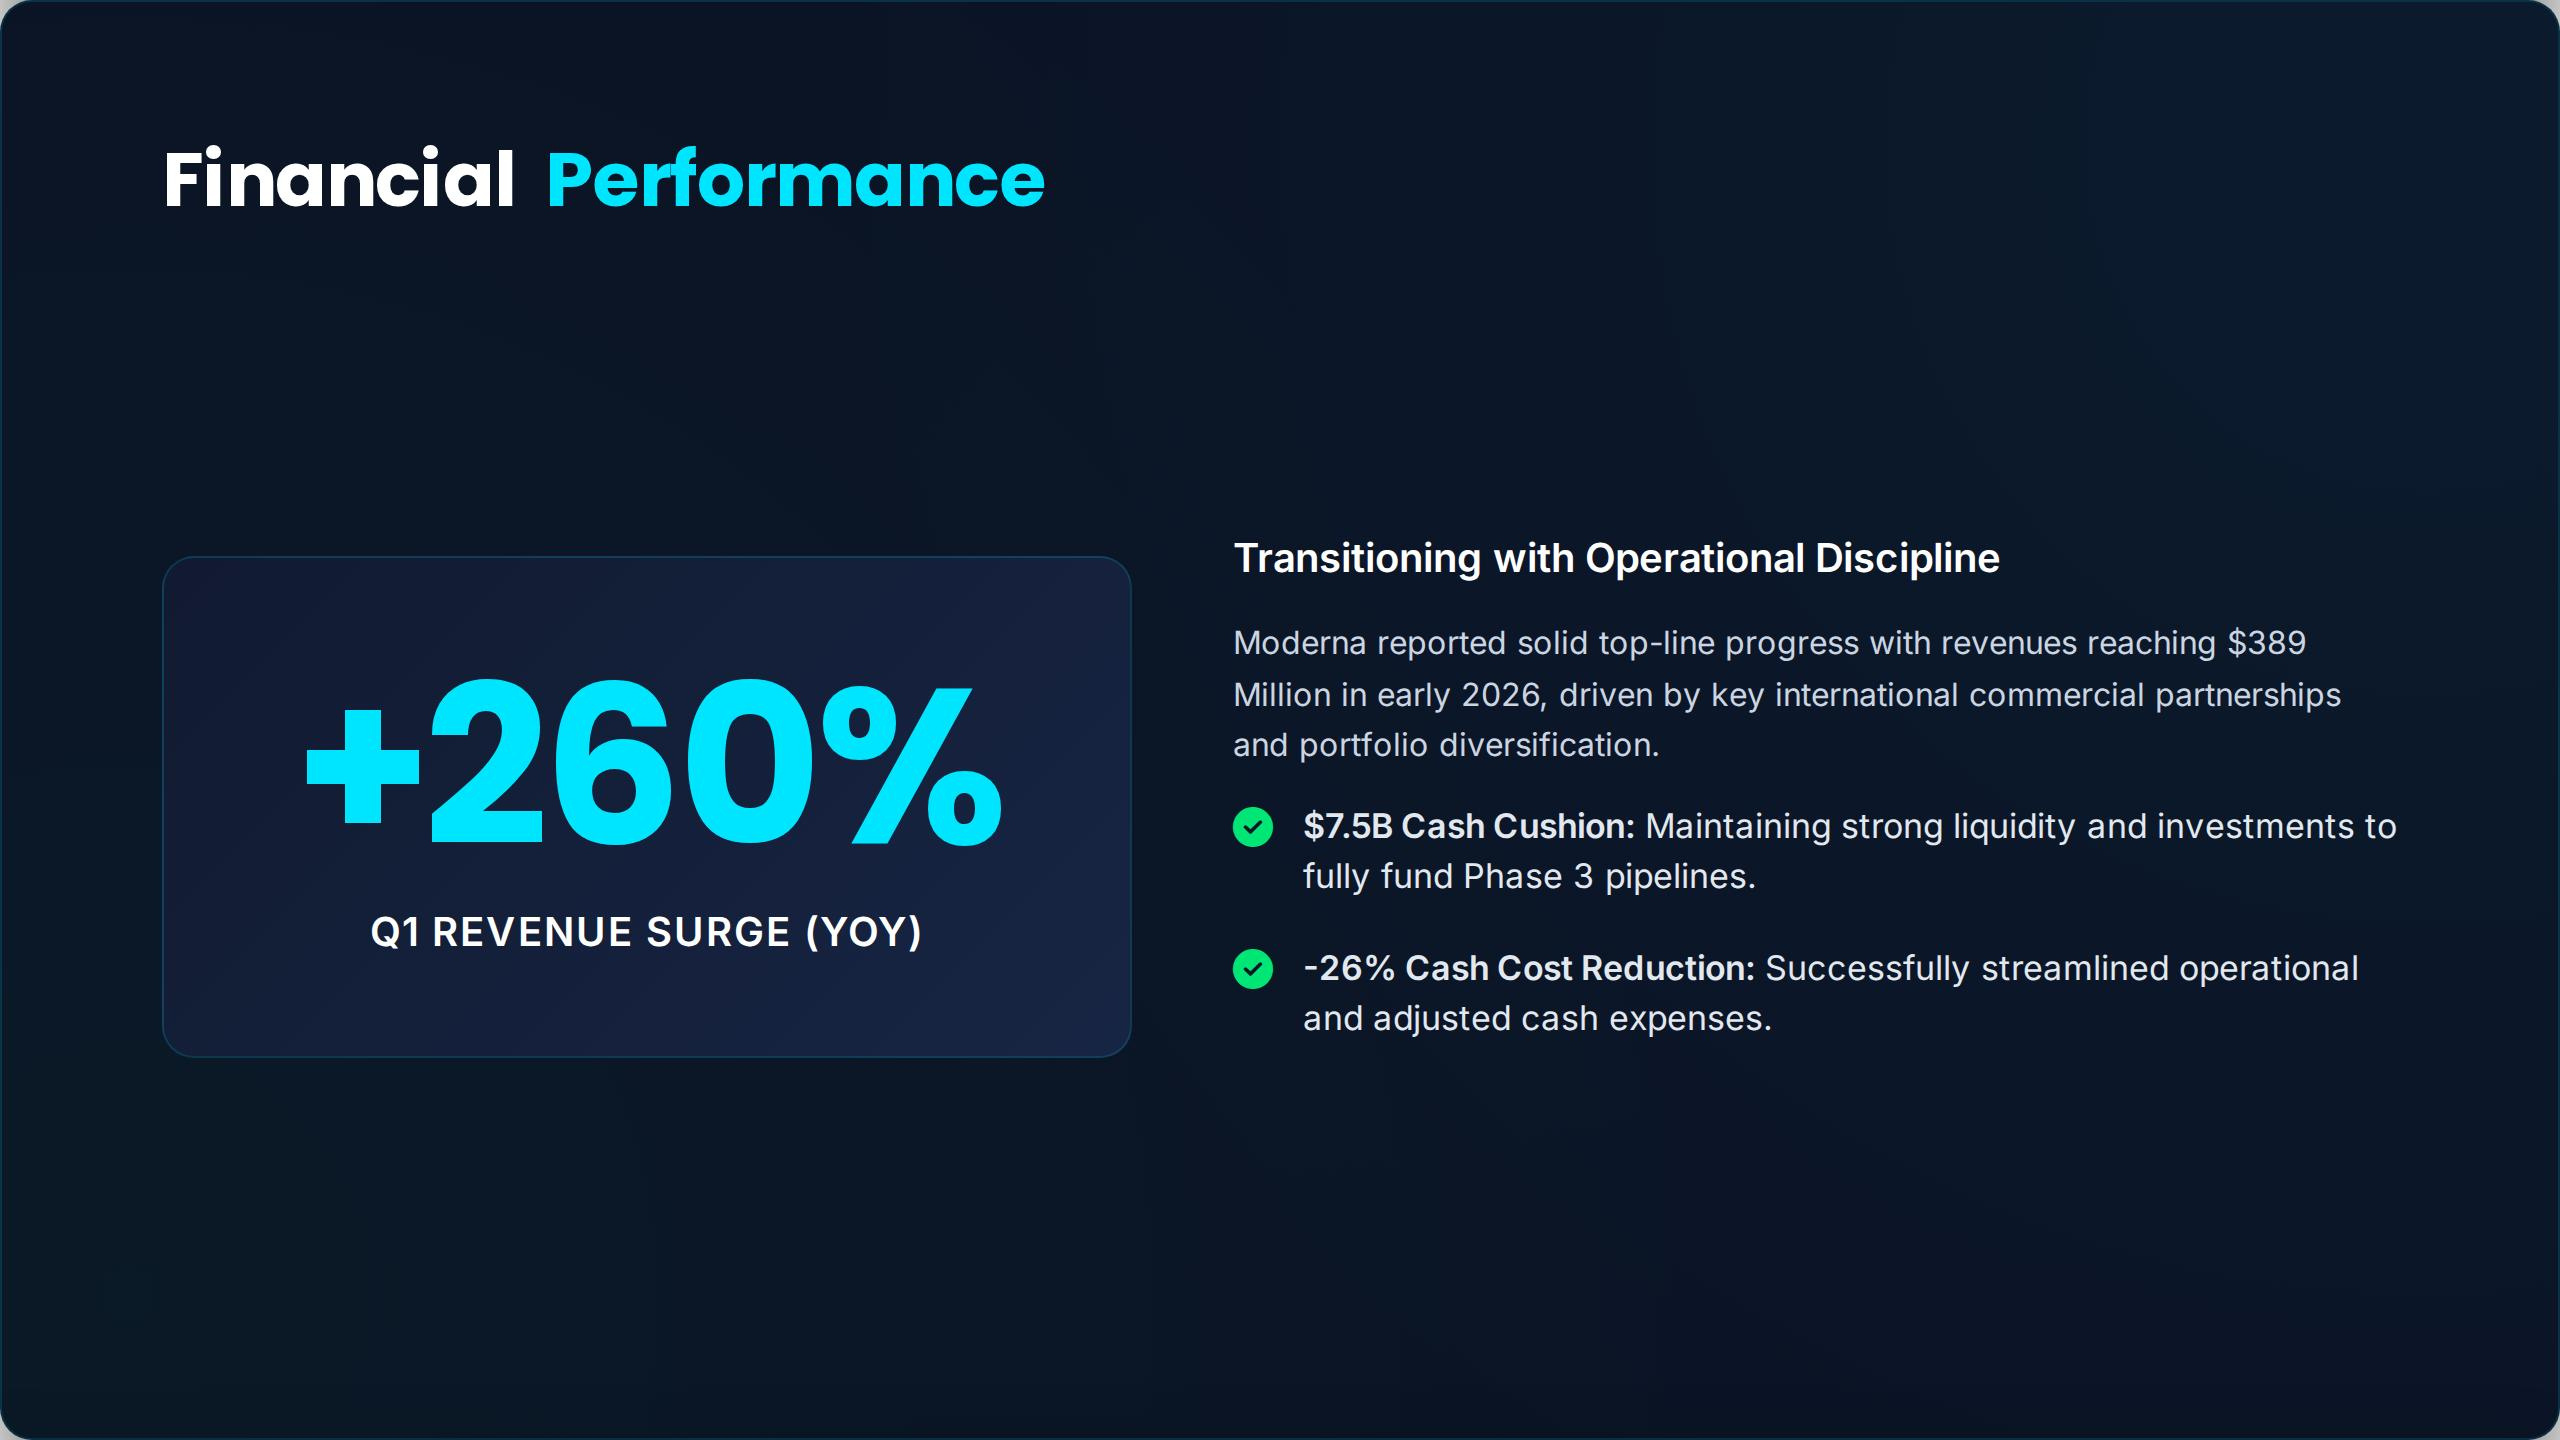 Financial Performance
+260%
Q1 REVENUE SURGE (YOY)
Transitioning with Operational Discipline
Moderna reported solid top-line progress with revenues reaching $389
Million in early 2026, driven by key international commercial partnerships
and portfolio diversification.
$7.5B Cash Cushion: Maintaining strong liquidity and investments to
fully fund Phase 3 pipelines.
-26% Cash Cost Reduction: Successfully streamlined operational
and adjusted cash expenses.